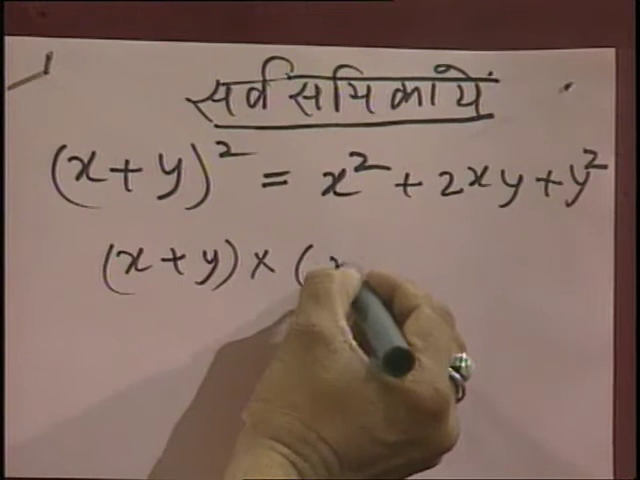 सर्वसमिकायें
(x+y)² = x² + 2xy + y²
(x+y) × (x